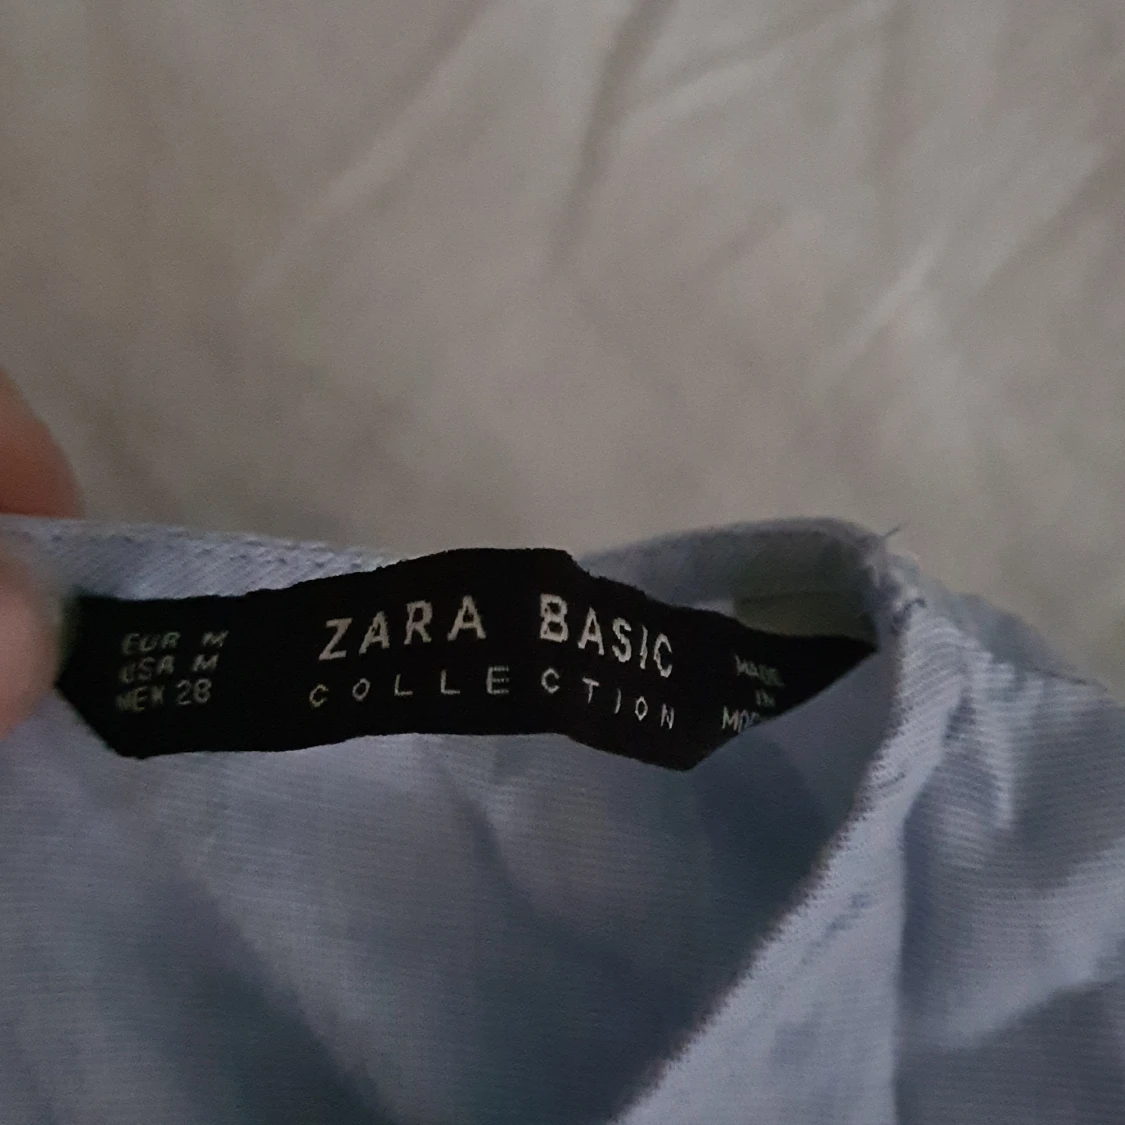 EUR M
USA M
MEX 28
ZARA BASIC
COLLECTION
MADE
IN